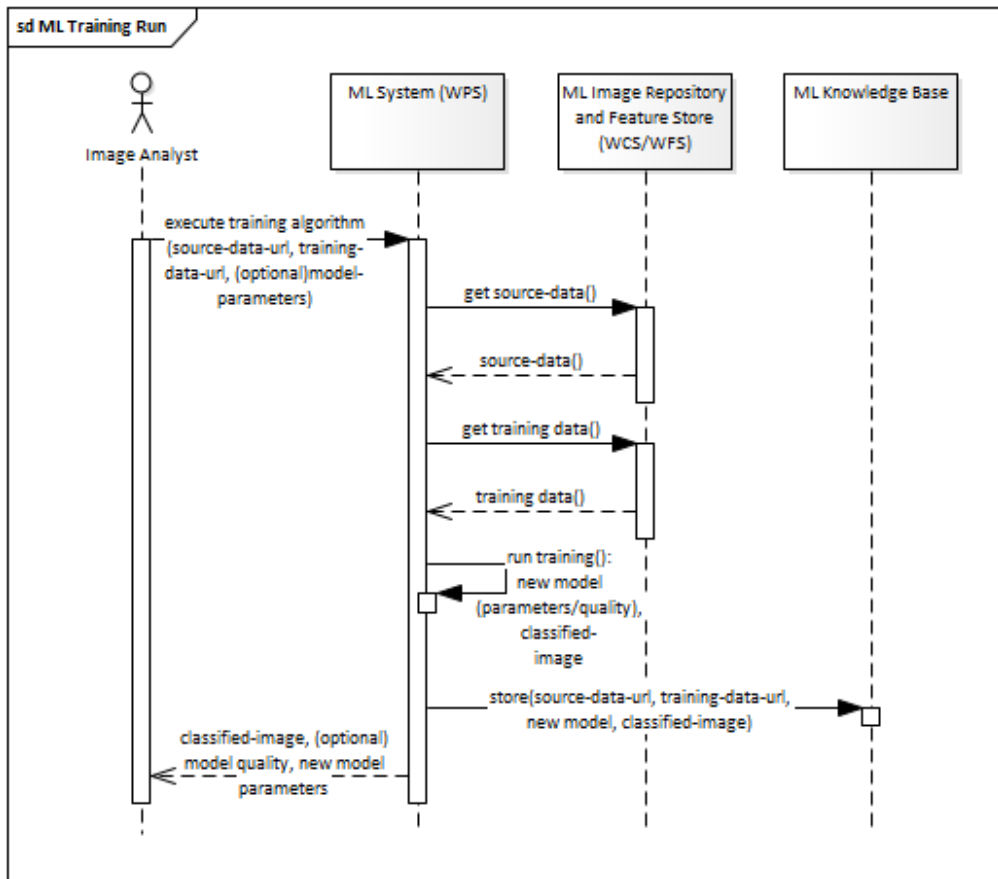 sd ML Training Run
Image Analyst
ML System (WPS)
ML Image Repository
and Feature Store
(WCS/WFS)
ML Knowledge Base
execute training algorithm
(source-data-url, training-
data-url, (optional)model-
parameters)
get source-data()
source-data()
get training data()
training data()
run training():
new model
(parameters/quality),
classified-
image
store(source-data-url, training-data-url,
new model, classified-image)
classified-image, (optional)
model quality, new model
parameters